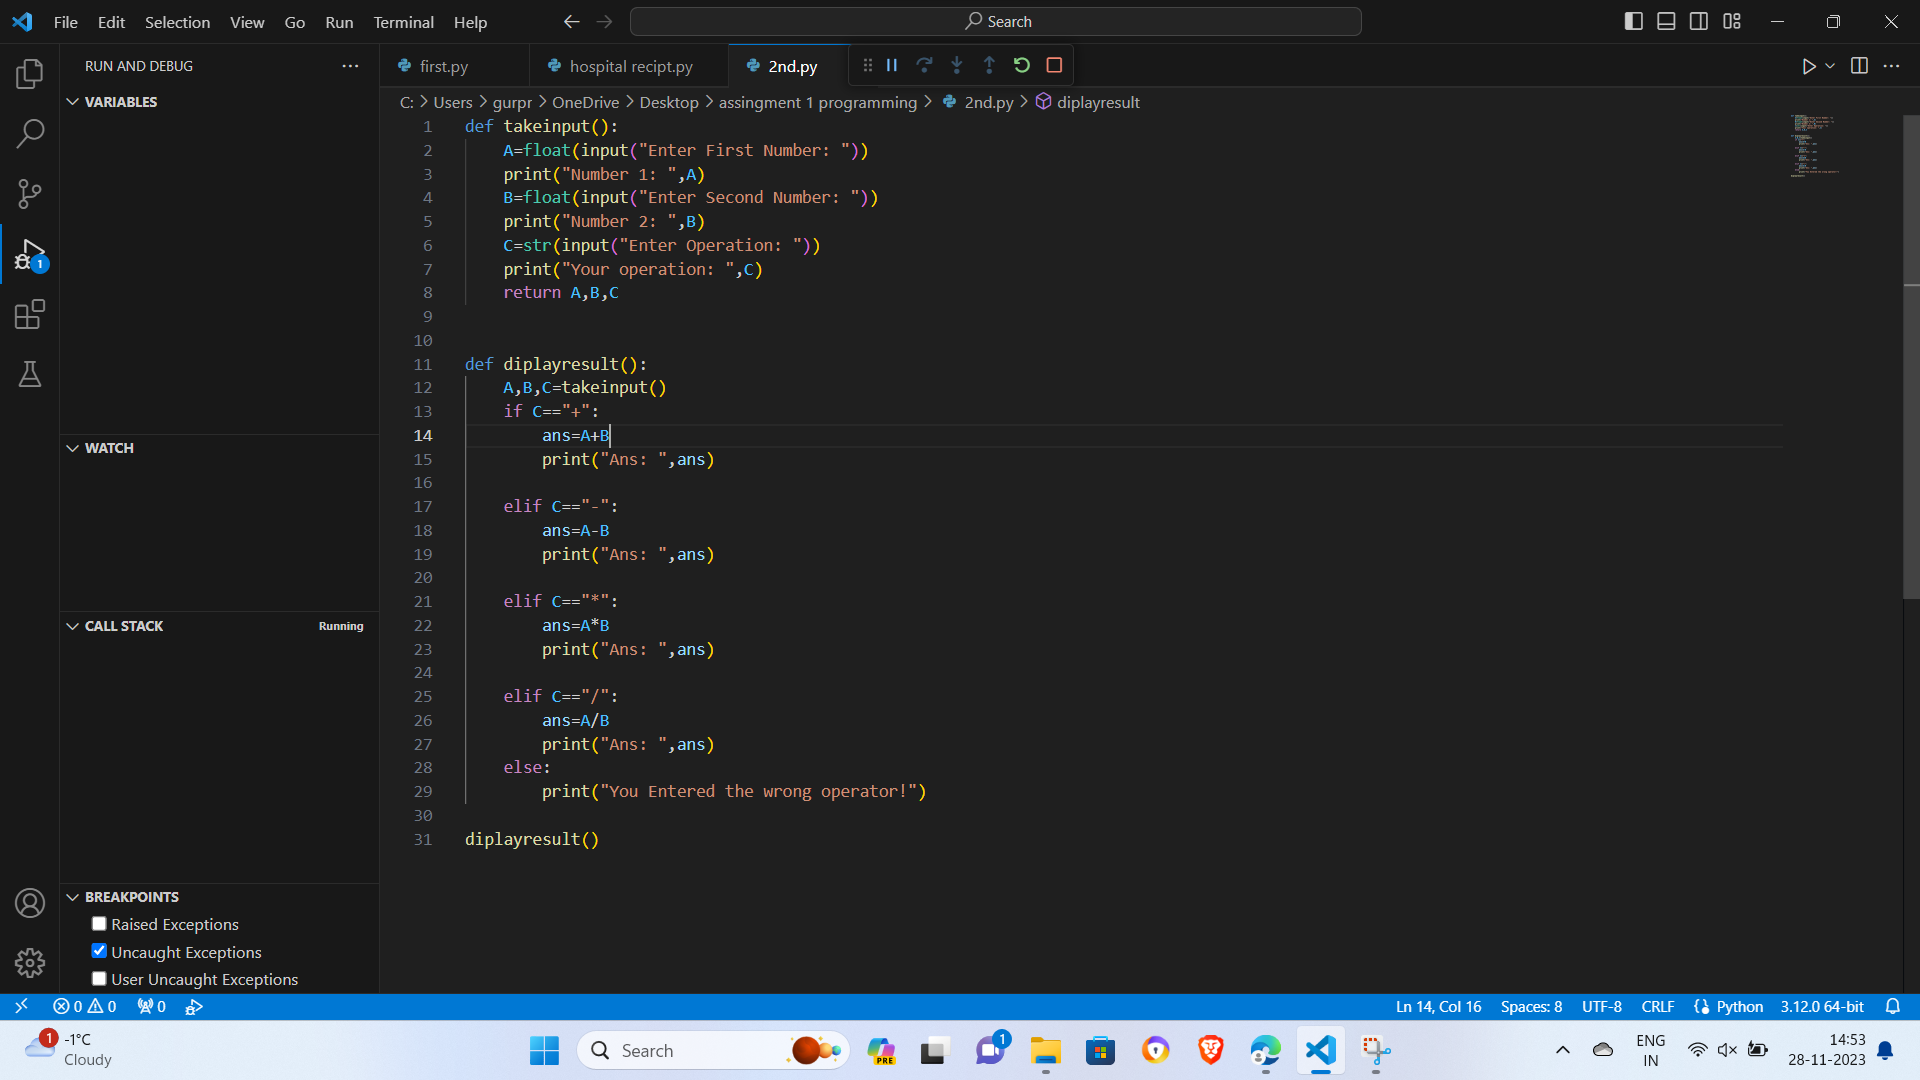 File Edit Selection View Go Run Terminal Help
Search
RUN AND DEBUG
first.py
hospital recipt.py
2nd.py
VARIABLES
C: > Users > gurpr > OneDrive > Desktop > assingment 1 programming > 2nd.py > diplayresult
1 def takeinput():
2     A=float(input("Enter First Number: "))
3     print("Number 1: ",A)
4     B=float(input("Enter Second Number: "))
5     print("Number 2: ",B)
6     C=str(input("Enter Operation: "))
7     print("Your operation: ",C)
8     return A,B,C
9
10
11 def diplayresult():
12     A,B,C=takeinput()
13     if C=="+":
14         ans=A+B
15         print("Ans: ",ans)
16
17     elif C=="-":
18         ans=A-B
19         print("Ans: ",ans)
20
21     elif C=="*":
22         ans=A*B
23         print("Ans: ",ans)
24
25     elif C=="/":
26         ans=A/B
27         print("Ans: ",ans)
28     else:
29         print("You Entered the wrong operator!")
30
31 diplayresult()
1
WATCH
CALL STACK Running
BREAKPOINTS
Raised Exceptions
Uncaught Exceptions
User Uncaught Exceptions
0 0 0
Ln 14, Col 16 Spaces: 8 UTF-8 CRLF Python 3.12.0 64-bit
1
-1°C
Cloudy
Search
PRE
1
ENG
IN
14:53
28-11-2023